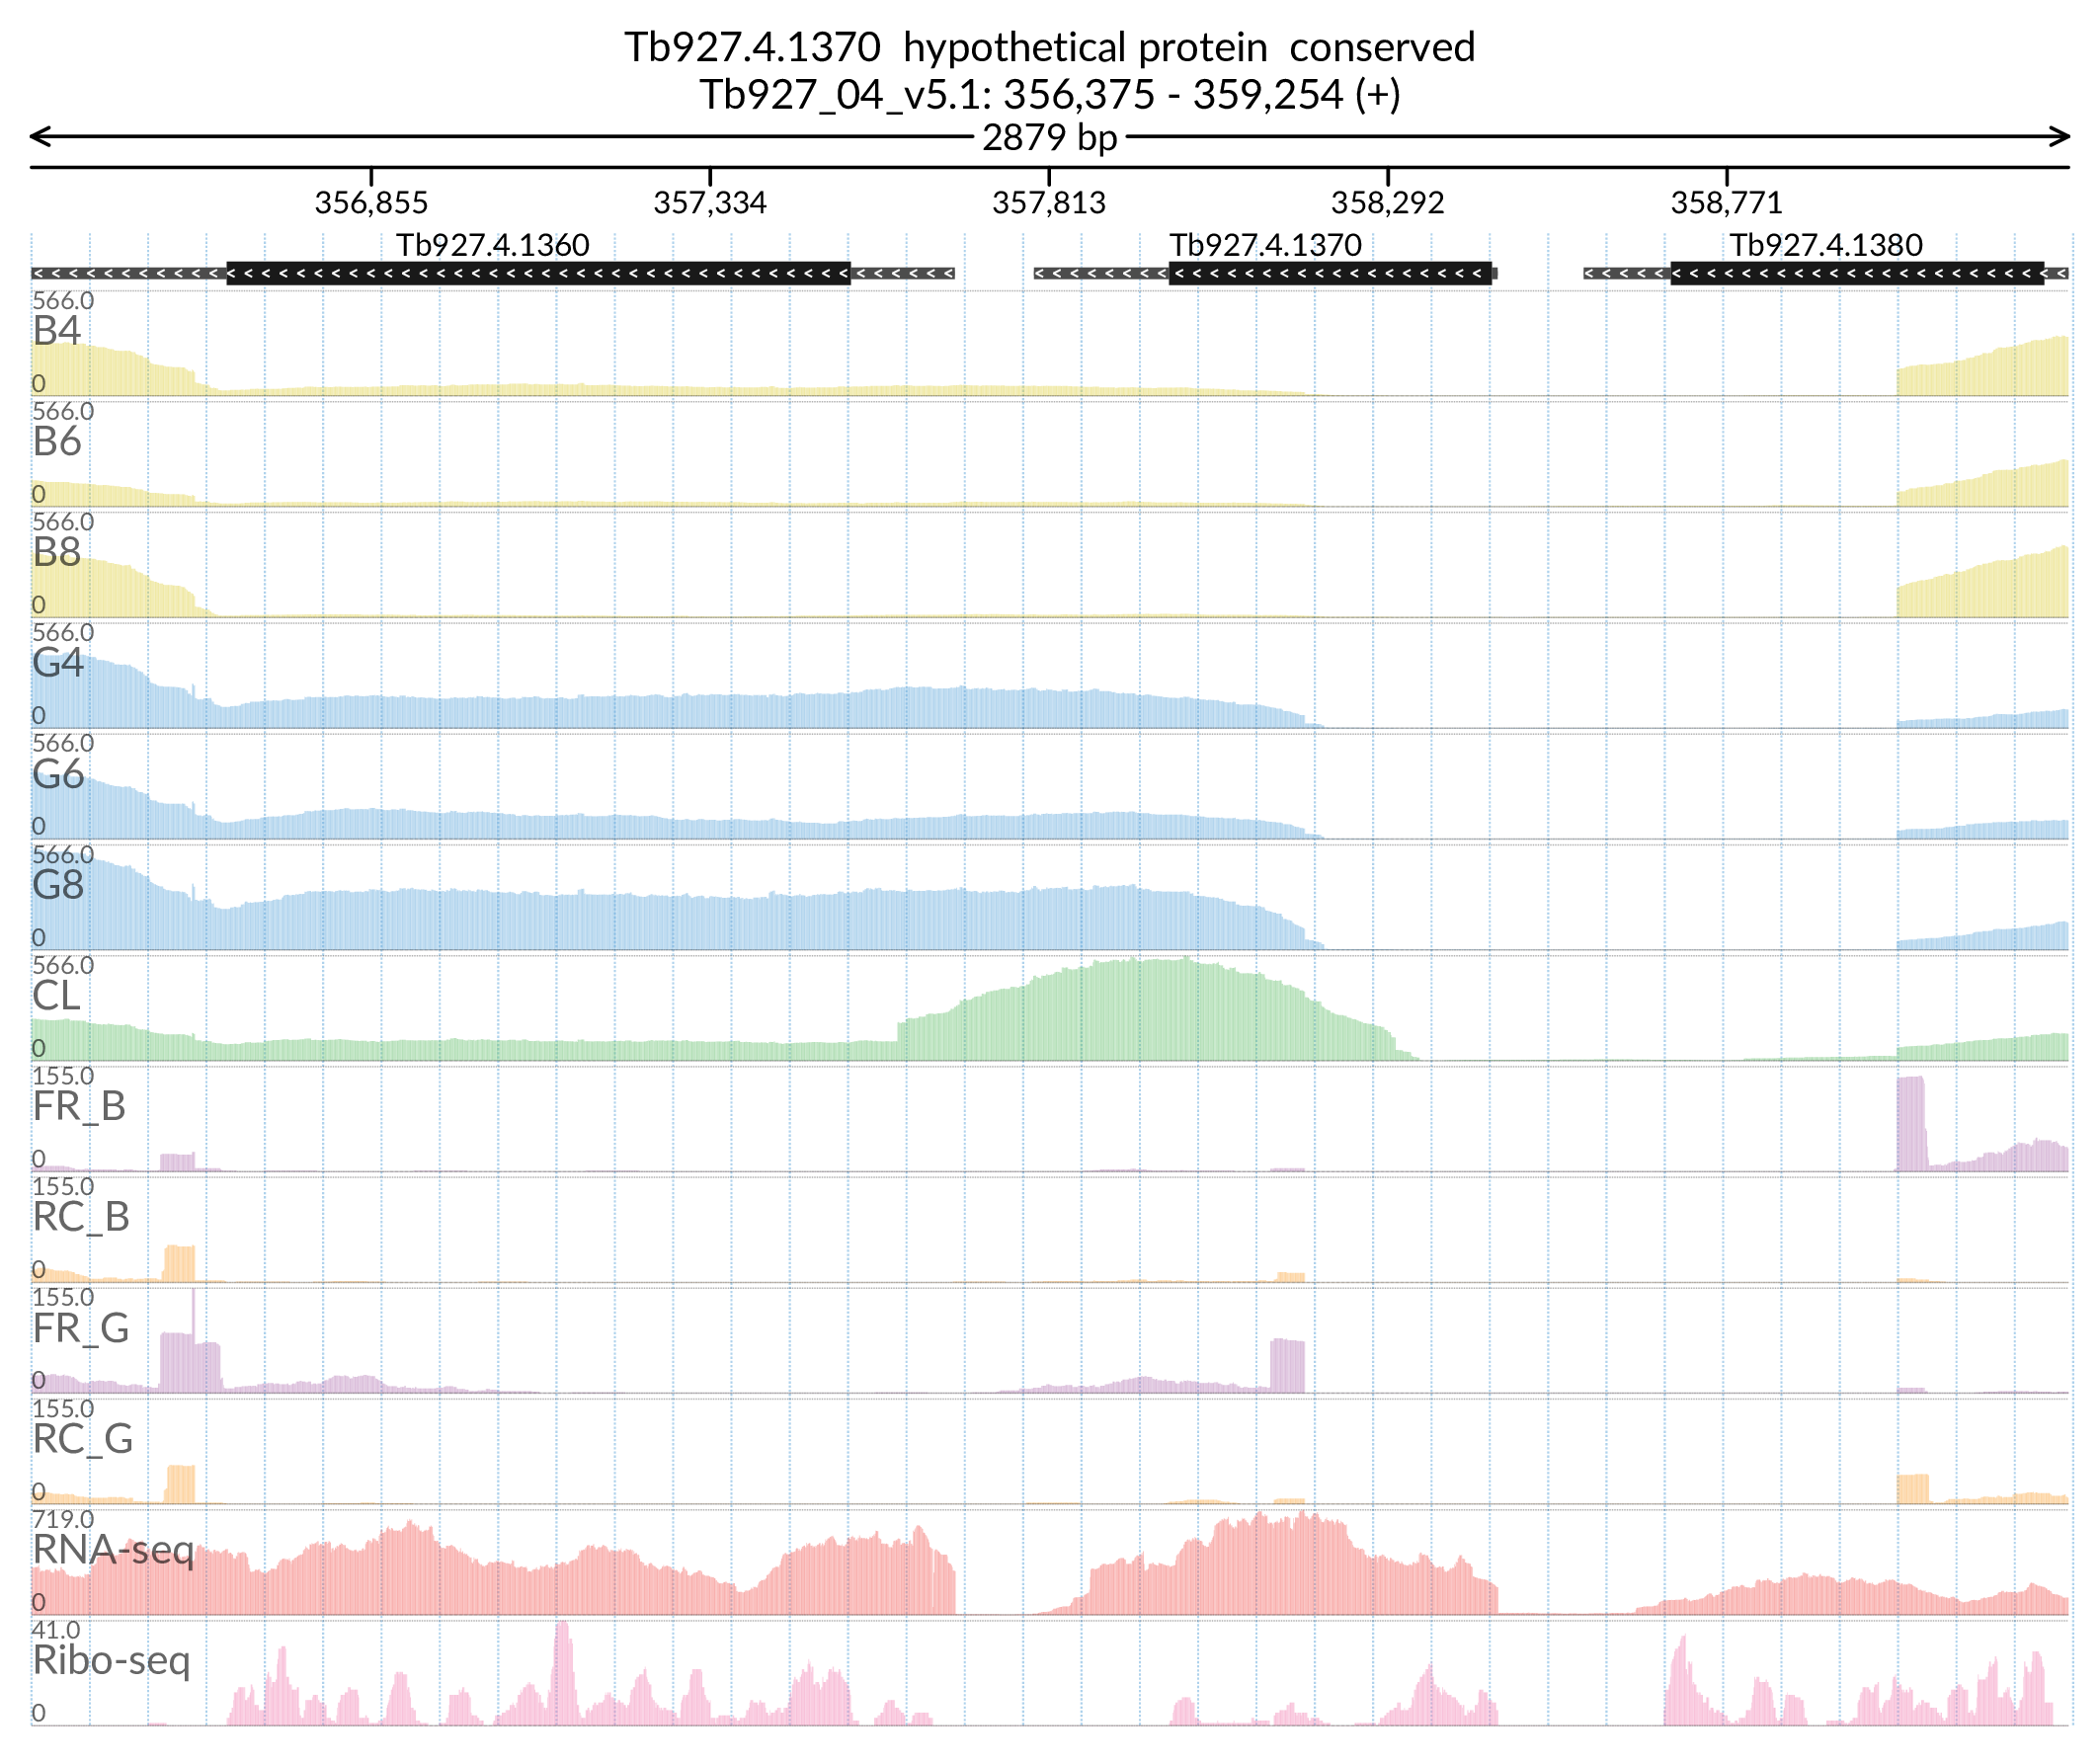 Tb927.4.1370 hypothetical protein conserved
Tb927_04_v5.1: 356,375 - 359,254 (+)
2879 bp
356,855 357,334 357,813 358,292 358,771
Tb927.4.1360 Tb927.4.1370 Tb927.4.1380
566.0
B4
0
566.0
B6
0
566.0
B8
0
566.0
G4
0
566.0
G6
0
566.0
G8
0
566.0
CL
0
155.0
FR_B
0
155.0
RC_B
0
155.0
FR_G
0
155.0
RC_G
0
719.0
RNA-seq
0
41.0
Ribo-seq
0